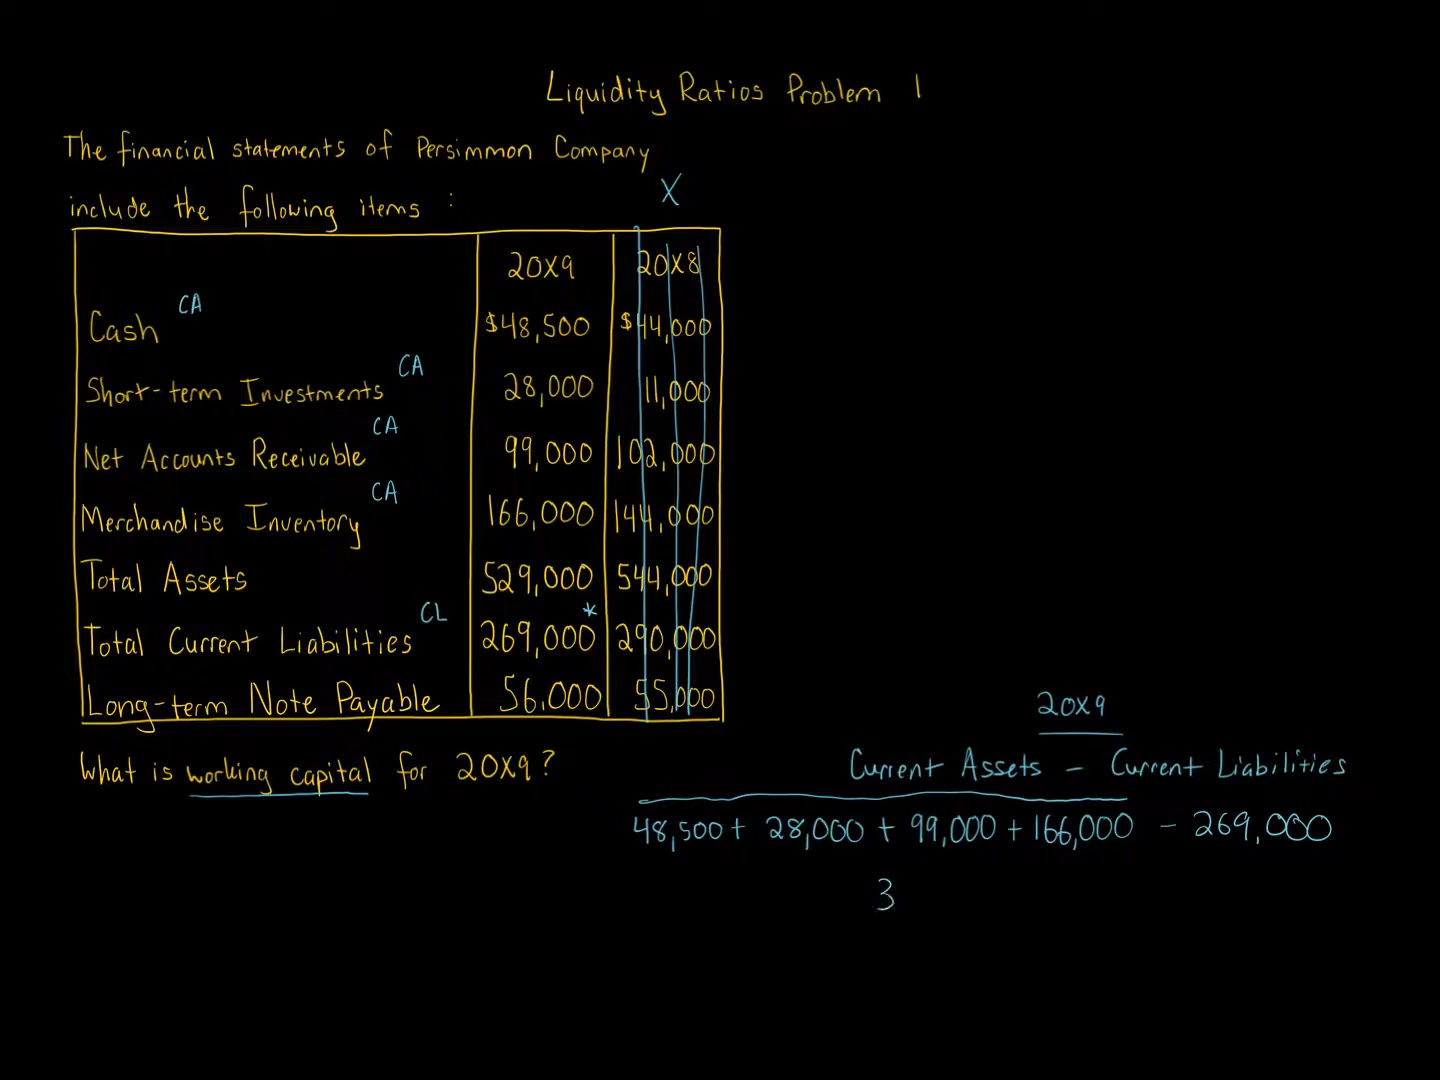 Liquidity Ratios Problem 1
The financial statements of Persimmon Company
X
include the following items :
20X9 20X8
Cash CA $48,500 $44,000
Short-term Investments CA 28,000 11,000
Net Accounts Receivable CA 99,000 102,000
Merchandise Inventory CA 166,000 144,000
Total Assets 529,000 544,000
Total Current Liabilities CL 269,000* 290,000
Long-term Note Payable 56,000 55,000
20X9
What is working capital for 20X9?
Current Assets - Current Liabilities
48,500 + 28,000 + 99,000 + 166,000 - 269,000
3